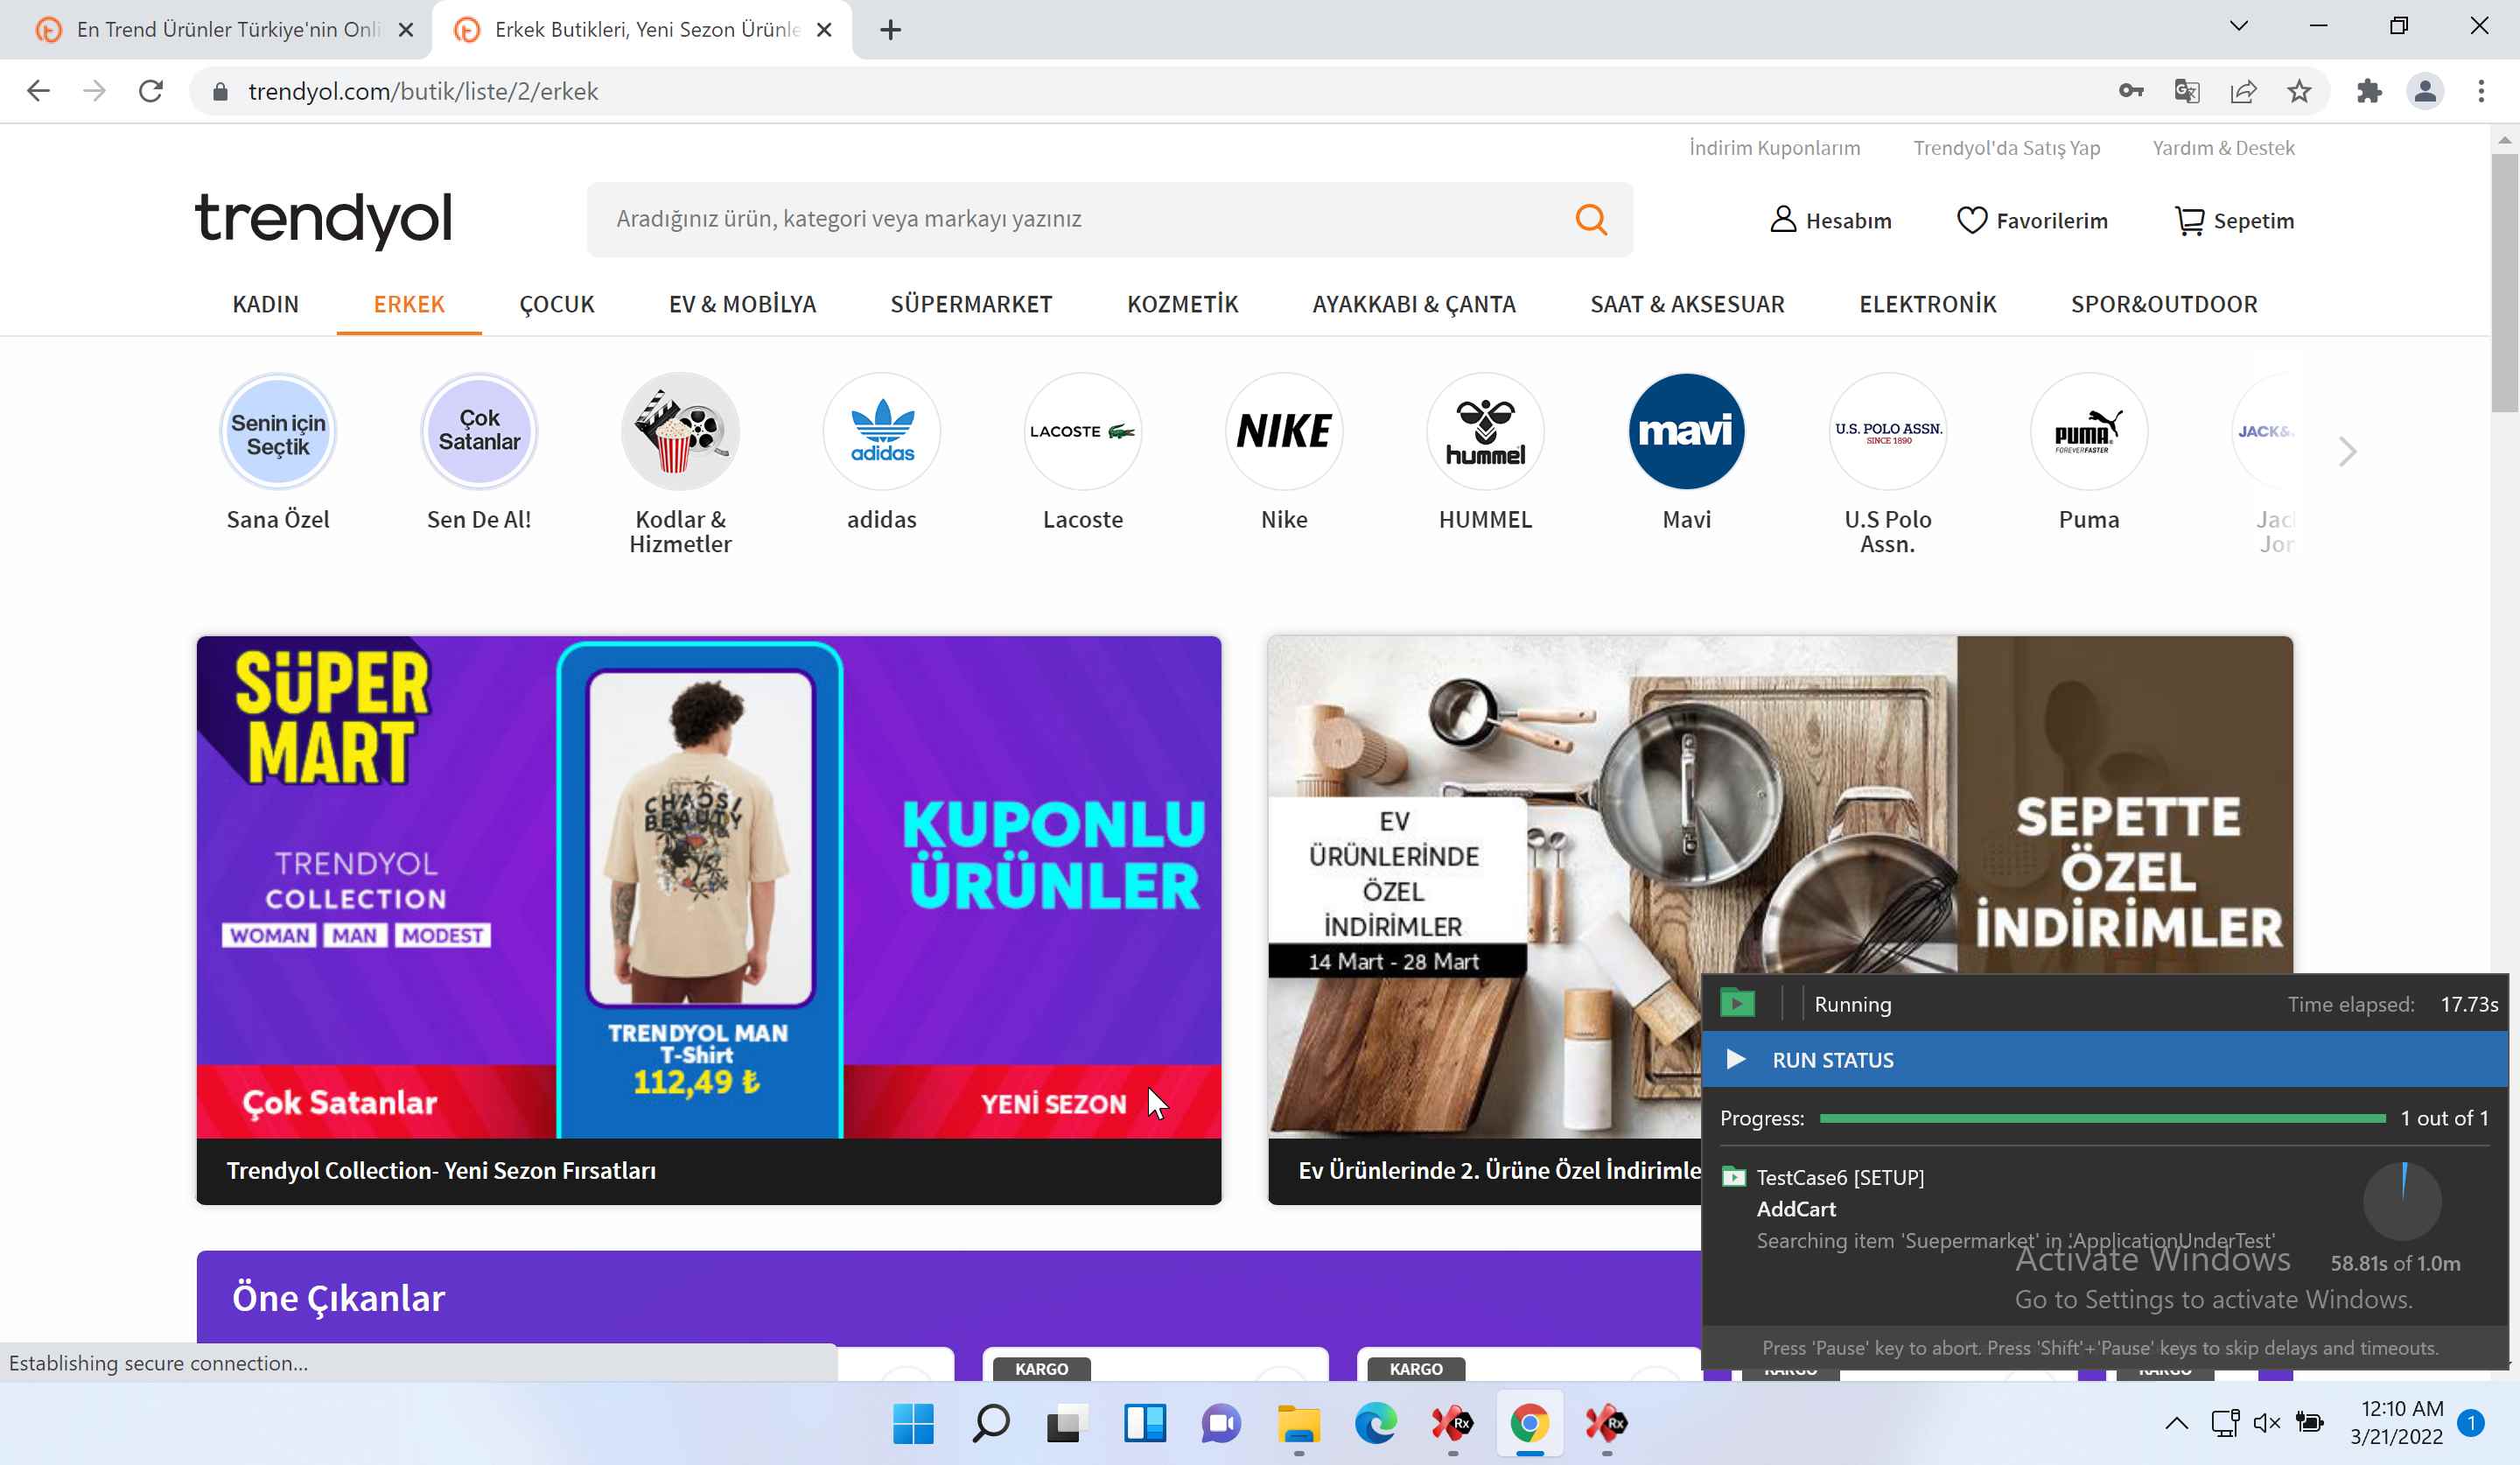 En Trend Ürünler Türkiye'nin Onli
Erkek Butikleri, Yeni Sezon Ürünle
trendyol.com/butik/liste/2/erkek
İndirim Kuponlarım
Trendyol'da Satış Yap
Yardım & Destek
trendyol
Aradığınız ürün, kategori veya markayı yazınız
Hesabım
Favorilerim
Sepetim
KADIN
ERKEK
ÇOCUK
EV & MOBİLYA
SÜPERMARKET
KOZMETİK
AYAKKABI & ÇANTA
SAAT & AKSESUAR
ELEKTRONİK
SPOR&OUTDOOR
Senin için
Seçtik
Sana Özel
Çok
Satanlar
Sen De Al!
Kodlar &
Hizmetler
adidas
adidas
LACOSTE
Lacoste
NIKE
Nike
hummel
HUMMEL
mavi
Mavi
U.S. POLO ASSN.
SINCE 1890
U.S Polo
Assn.
PUMA
FOREVER FASTER
Puma
JACK&
Jac
Jor
SÜPER
MART
TRENDYOL
COLLECTION
WOMAN
MAN
MODEST
CHAOS/
BEAUTY
KUPONLU
ÜRÜNLER
TRENDYOL MAN
T-Shirt
112,49 ₺
Çok Satanlar
YENİ SEZON
Trendyol Collection- Yeni Sezon Fırsatları
EV
ÜRÜNLERİNDE
ÖZEL
İNDİRİMLER
14 Mart - 28 Mart
SEPETTE
ÖZEL
İNDİRİMLER
Ev Ürünlerinde 2. Ürüne Özel İndirimle
Öne Çıkanlar
KARGO
KARGO
KARGO
KARGO
Running
Time elapsed: 17.73s
RUN STATUS
Progress: 1 out of 1
TestCase6 [SETUP]
AddCart
Searching item 'Suepermarket' in 'ApplicationUnderTest'
58.81s of 1.0m
Activate Windows
Go to Settings to activate Windows.
Press 'Pause' key to abort. Press 'Shift'+'Pause' keys to skip delays and timeouts.
Establishing secure connection...
Rx
Rx
12:10 AM
3/21/2022
1